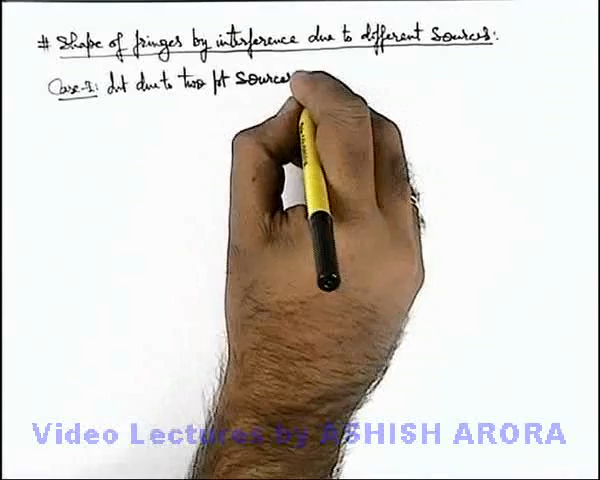 # Shape of fringes by interference due to different Sources:
Case-I: Int due to two pt Sources
Video Lectures by ASHISH ARORA